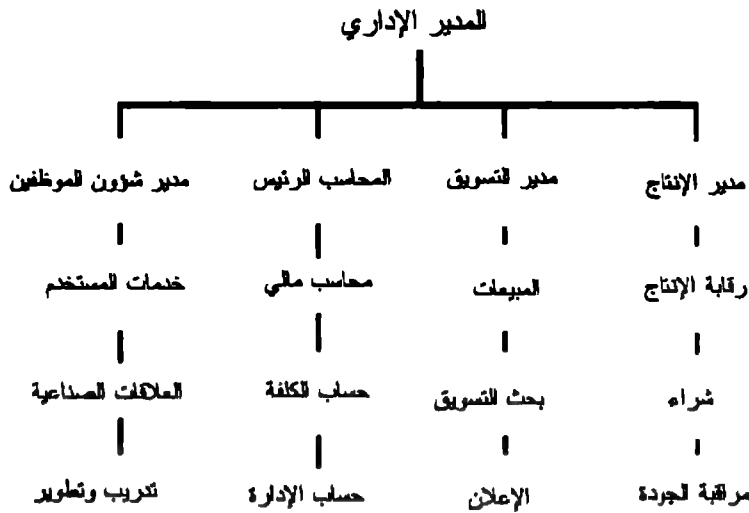 المدير الإداري
مدير الإنتاج
مدير التسويق
المحاسب الرئيس
مدير شؤون الموظفين
رقابة الإنتاج
المبيعات
محاسب مالي
خدمات المستخدم
شراء
بحث التسويق
حساب الكلفة
العلاقات الصناعية
مراقبة الجودة
الإعلان
حساب الإدارة
تدريب وتطوير